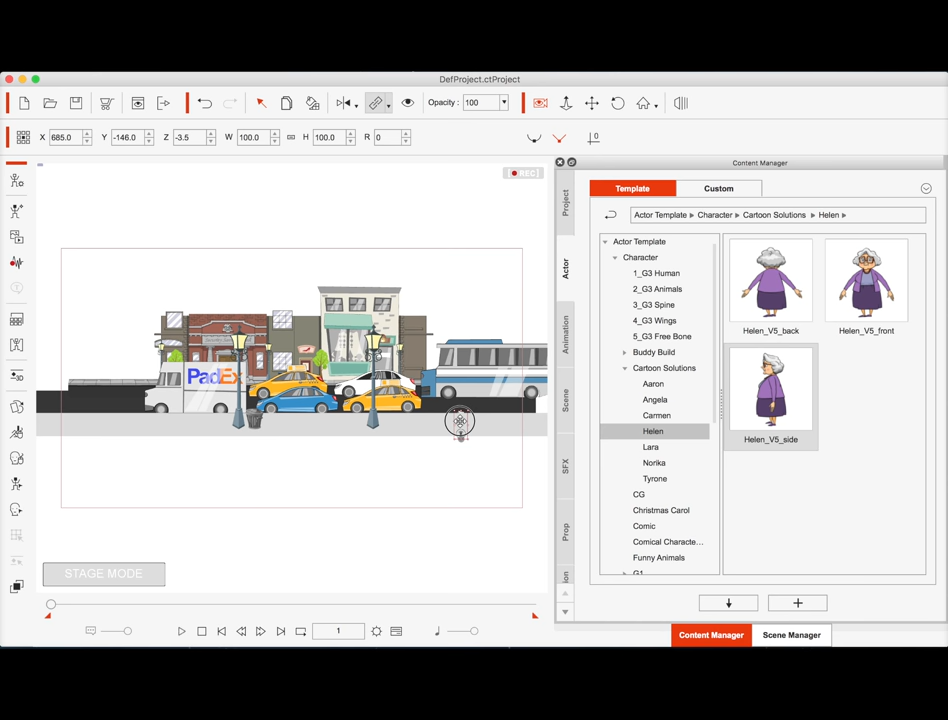 DefProject.ctProject
Opacity : 100
X 685.0 Y -146.0 Z -3.5 W 100.0 H 100.0 R 0
Content Manager
REC
Project
Actor
Animation
Scene
SFX
Prop
Template Custom
Actor Template Character Cartoon Solutions Helen
Actor Template
Character
1_G3 Human
2_G3 Animals
3_G3 Spine
4_G3 Wings
5_G3 Free Bone
Buddy Build
Cartoon Solutions
Aaron
Angela
Carmen
Helen
Lara
Norika
Tyrone
CG
Christmas Carol
Comic
Comical Characte...
Funny Animals
G1
Helen_V5_back Helen_V5_front
Helen_V5_side
PadEx
STAGE MODE
1
Content Manager Scene Manager